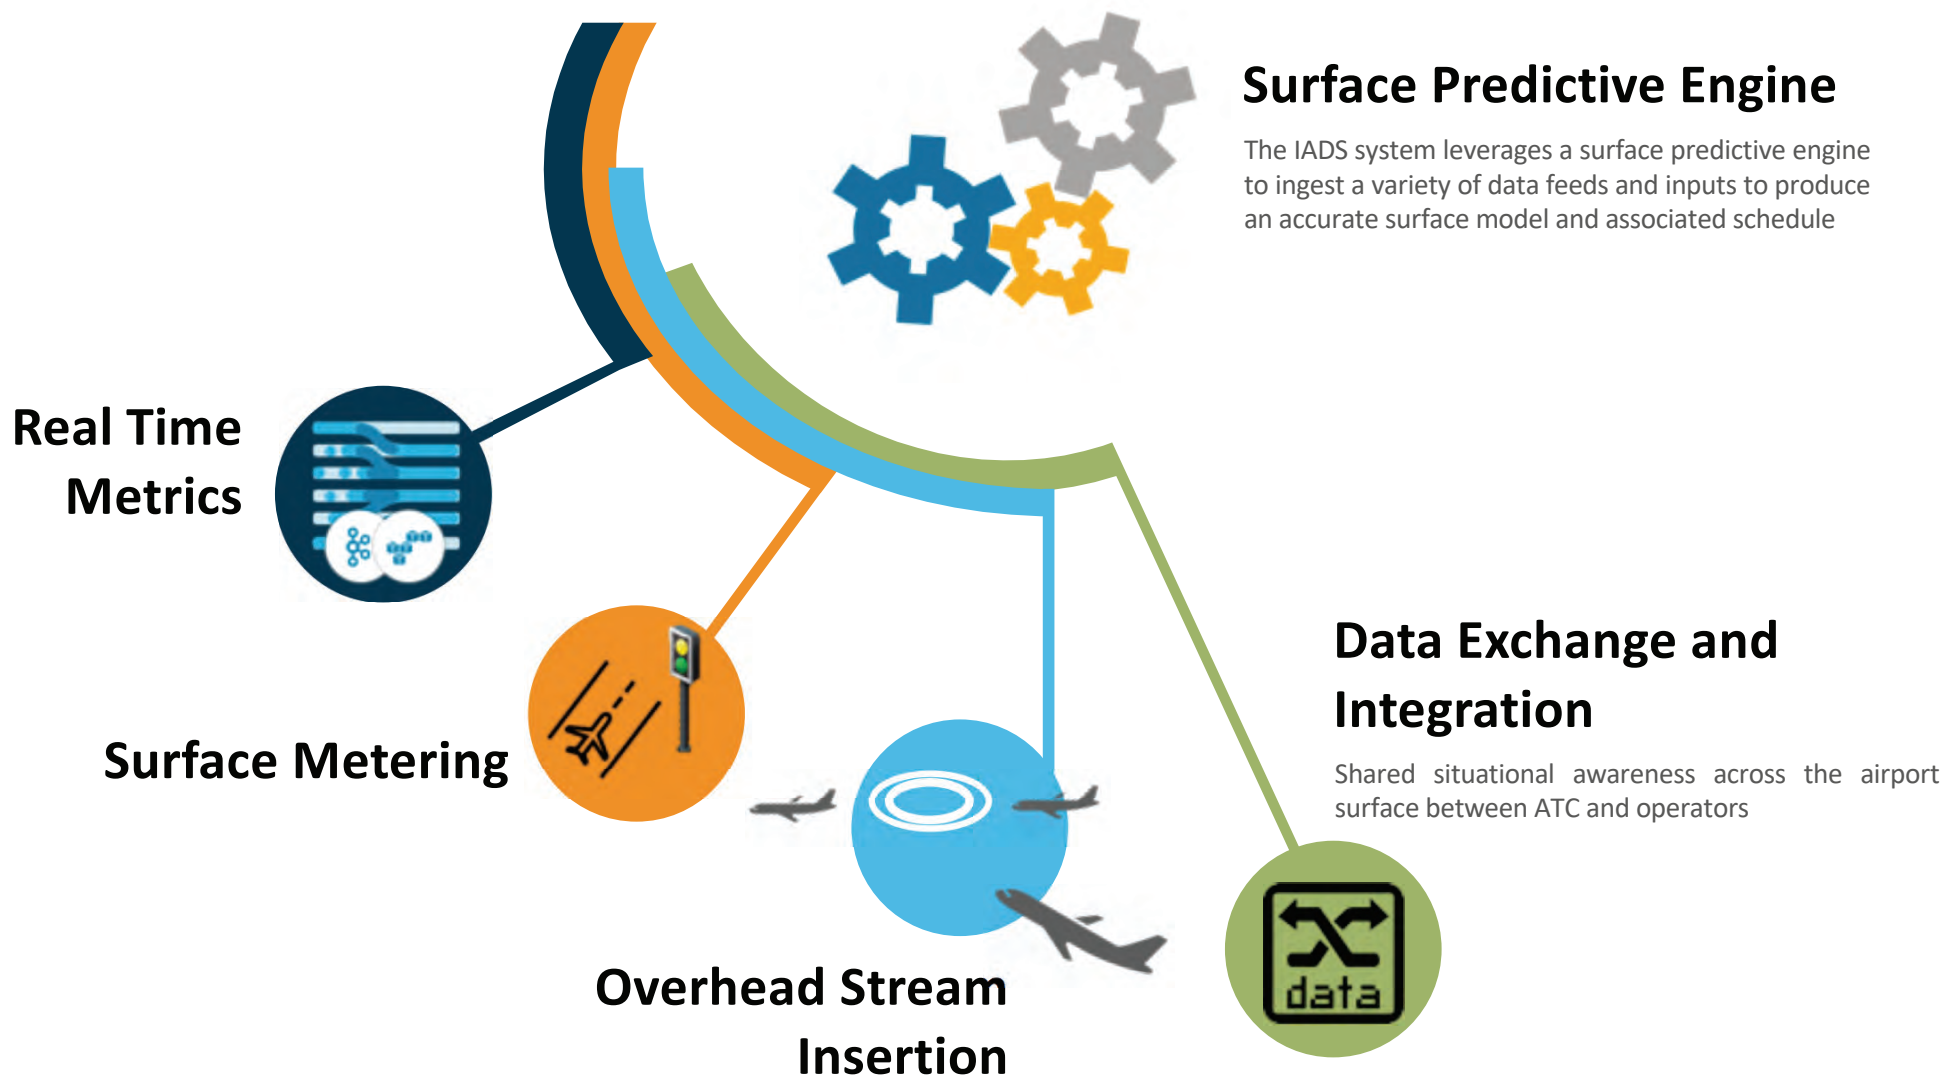 Surface Predictive Engine
The IADS system leverages a surface predictive engine
to ingest a variety of data feeds and inputs to produce
an accurate surface model and associated schedule
Real Time
Metrics
Surface Metering
Overhead Stream
Insertion
Data Exchange and
Integration
Shared situational awareness across the airport
surface between ATC and operators
data